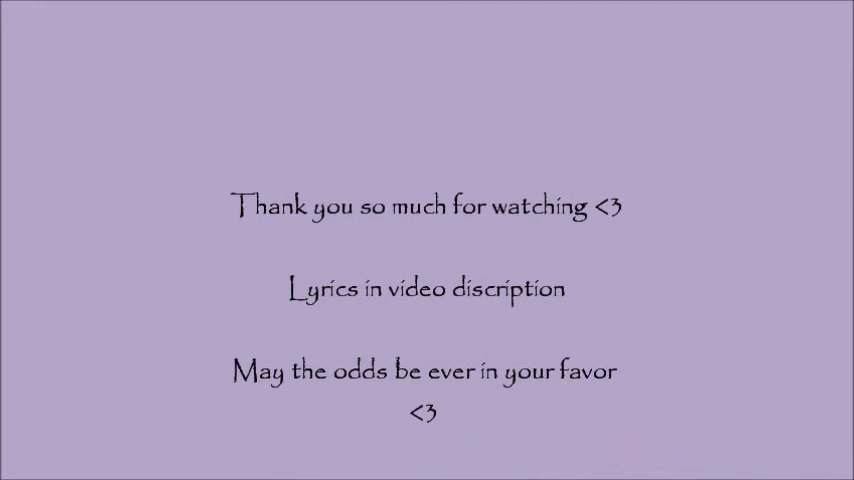 Thank you so much for watching <3
Lyrics in video discription
May the odds be ever in your favor
<3